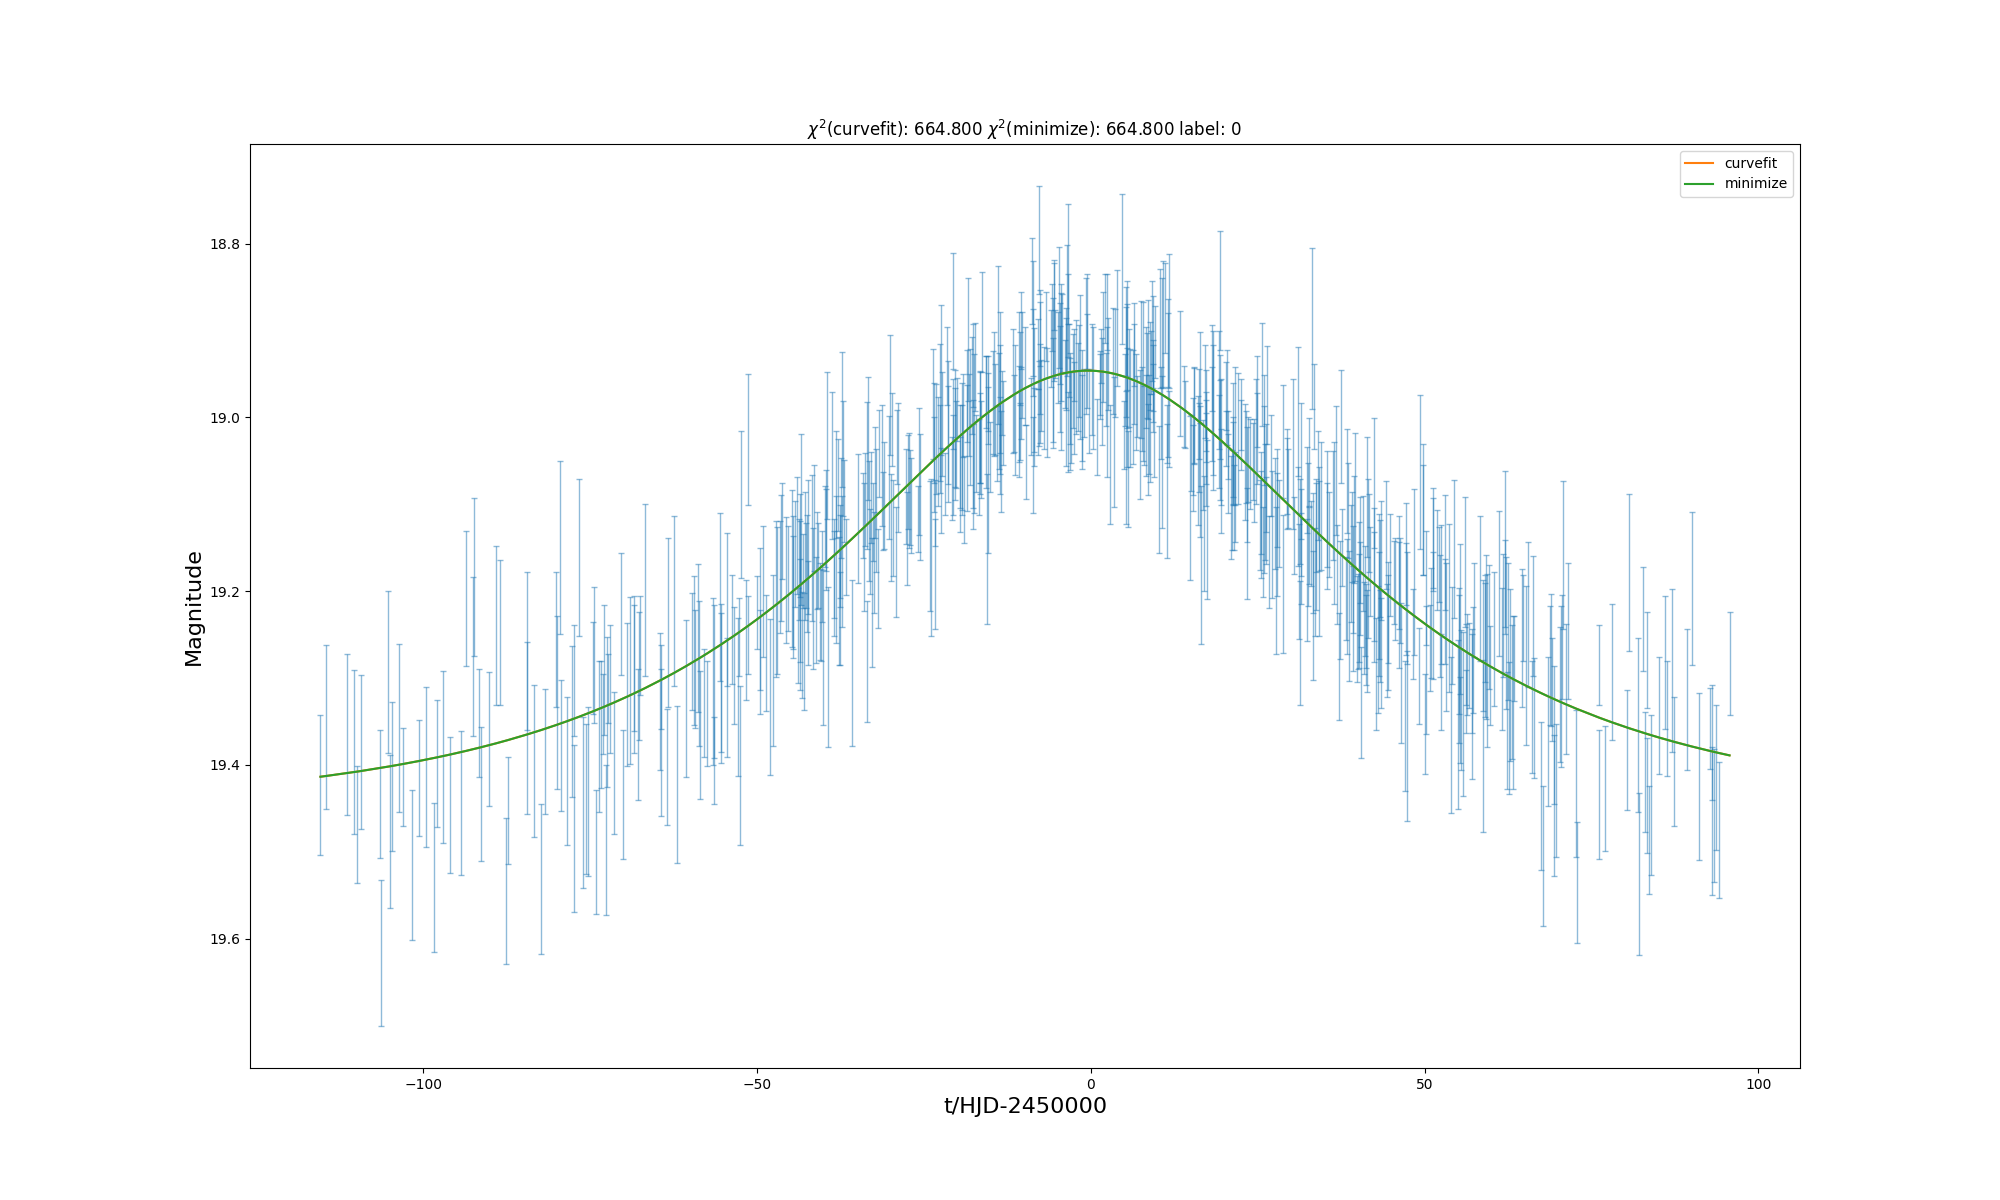 χ²(curvefit): 664.800 χ²(minimize): 664.800 label: 0
curvefit
minimize
18.8
19.0
19.2
19.4
19.6
Magnitude
−100
−50
0
50
100
t/HJD-2450000